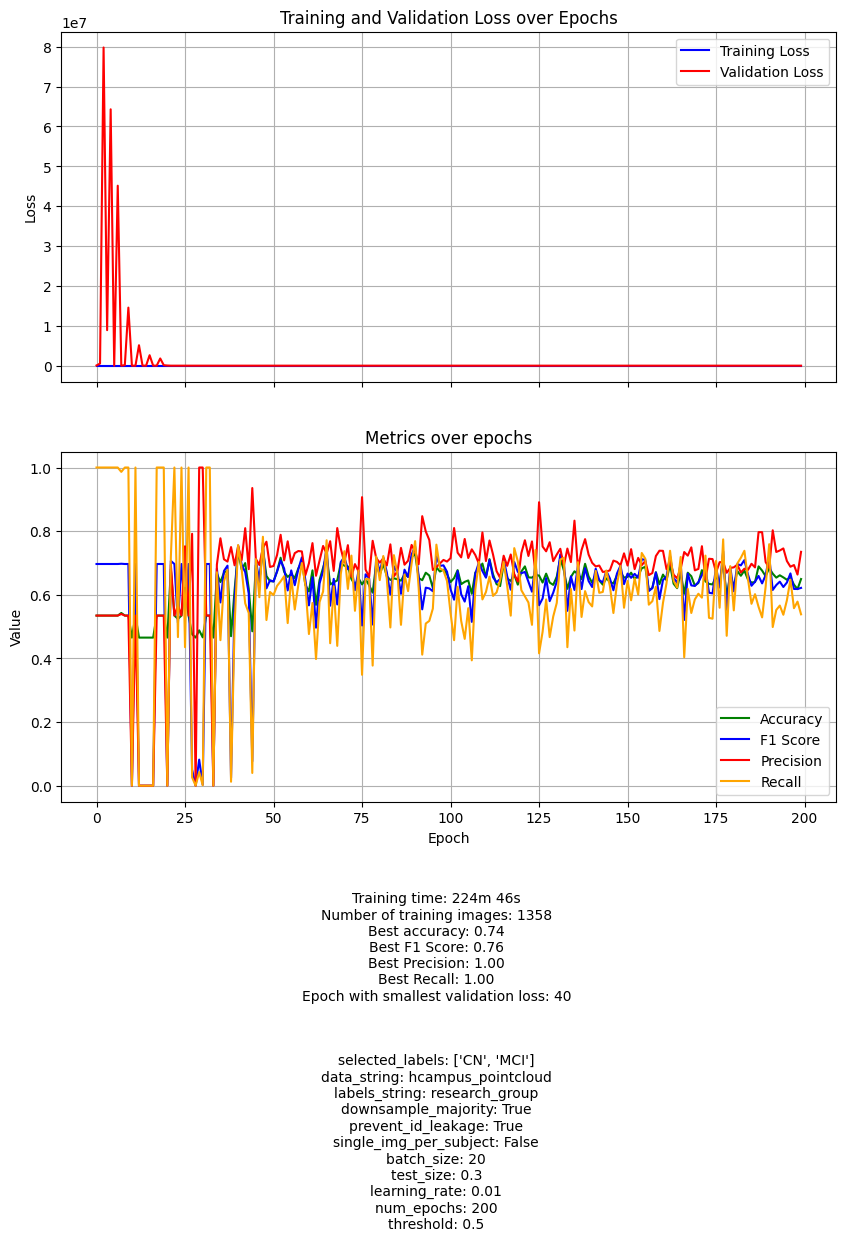 Training and Validation Loss over Epochs
1e7
8
7
6
5
4
3
2
1
0
Loss
Training Loss
Validation Loss
Metrics over epochs
1.0
0.8
0.6
0.4
0.2
0.0
Value
Accuracy
F1 Score
Precision
Recall
0 25 50 75 100 125 150 175 200
Epoch
Training time: 224m 46s
Number of training images: 1358
Best accuracy: 0.74
Best F1 Score: 0.76
Best Precision: 1.00
Best Recall: 1.00
Epoch with smallest validation loss: 40
selected_labels: ['CN', 'MCI']
data_string: hcampus_pointcloud
labels_string: research_group
downsample_majority: True
prevent_id_leakage: True
single_img_per_subject: False
batch_size: 20
test_size: 0.3
learning_rate: 0.01
num_epochs: 200
threshold: 0.5